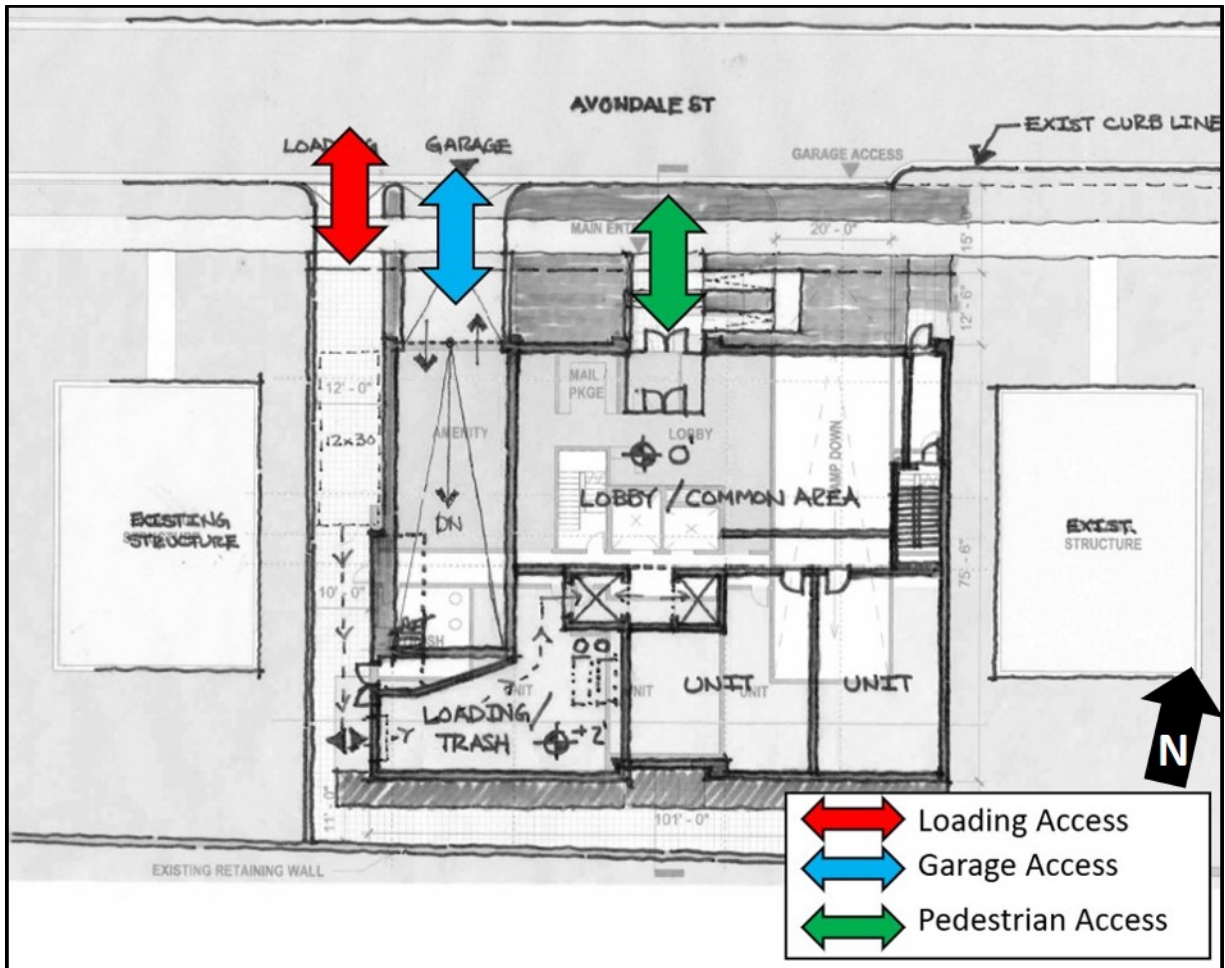 AVONDALE ST
EXIST CURB LINE
GARAGE
GARAGE ACCESS
20' - 0"
15' - 0"
12' - 6"
MAIL
PKGE
12' - 0"
12x30
AMENITY
LOBBY
0'
LOBBY / COMMON AREA
RAMP DOWN
EXISTING
STRUCTURE
EXIST.
STRUCTURE
DN
75' - 6"
10' - 0"
UNIT
UNIT
UNIT
UNIT
UNIT
LOADING/
TRASH
+2'
N
11' - 0"
101' - 0"
EXISTING RETAINING WALL
Loading Access
Garage Access
Pedestrian Access